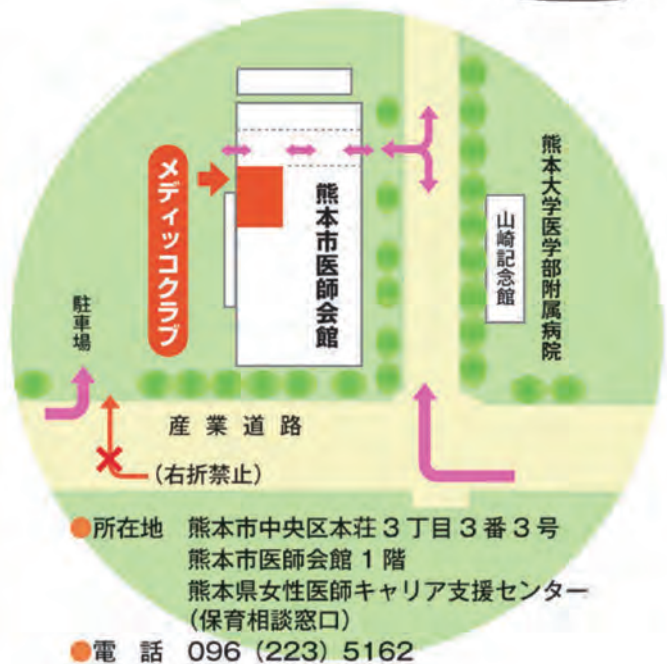 メディッコクラブ
熊本市医師会館
山崎記念館
熊本大学医学部附属病院
駐車場
産業道路
(右折禁止)
●所在地 熊本市中央区本荘3丁目3番3号
熊本市医師会館1階
熊本県女性医師キャリア支援センター
(保育相談窓口)
●電 話 096(223)5162